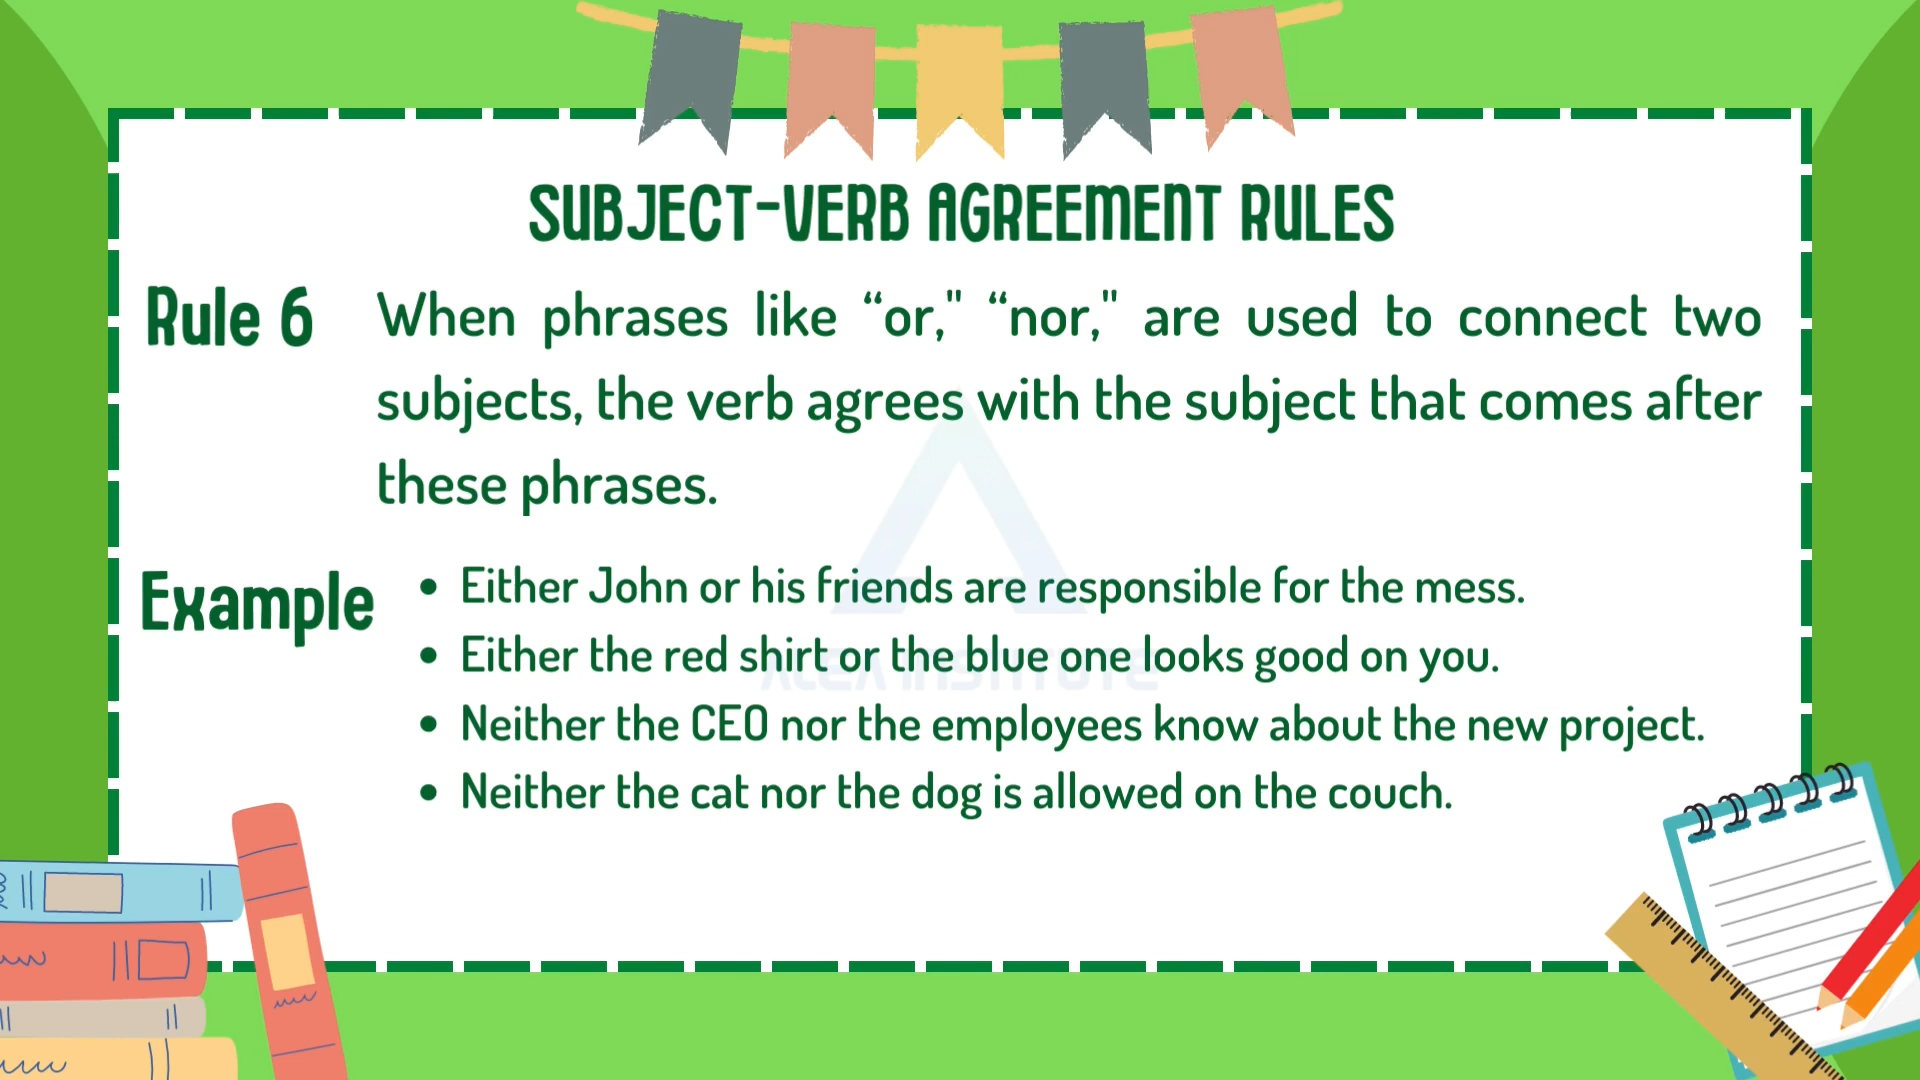 SUBJECT-VERB AGREEMENT RULES
Rule 6
When phrases like “or," “nor," are used to connect two
subjects, the verb agrees with the subject that comes after
these phrases.
Example
• Either John or his friends are responsible for the mess.
• Either the red shirt or the blue one looks good on you.
• Neither the CEO nor the employees know about the new project.
• Neither the cat nor the dog is allowed on the couch.
ALEX INSTITUTE